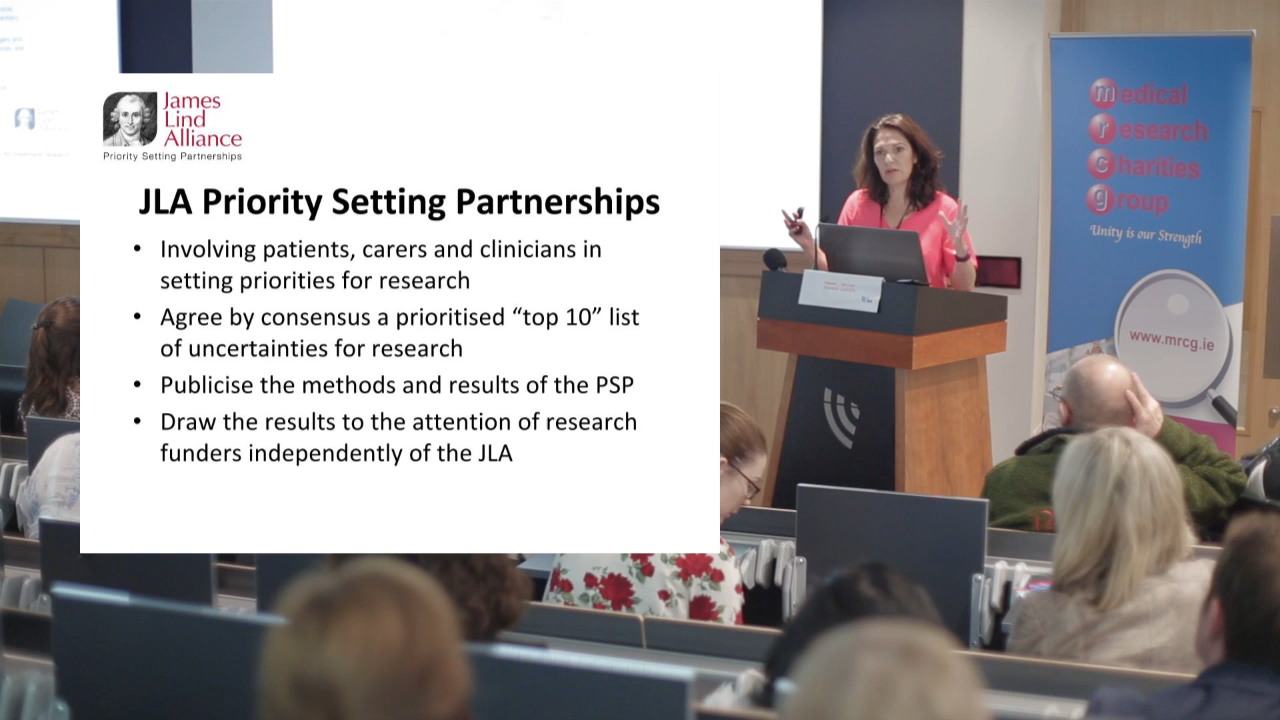 James
Lind
Alliance
Priority Setting Partnerships
JLA Priority Setting Partnerships
• Involving patients, carers and clinicians in
setting priorities for research
• Agree by consensus a prioritised “top 10” list
of uncertainties for research
• Publicise the methods and results of the PSP
• Draw the results to the attention of research
funders independently of the JLA
medical
research
charities
group
Unity is our Strength
www.mrcg.ie